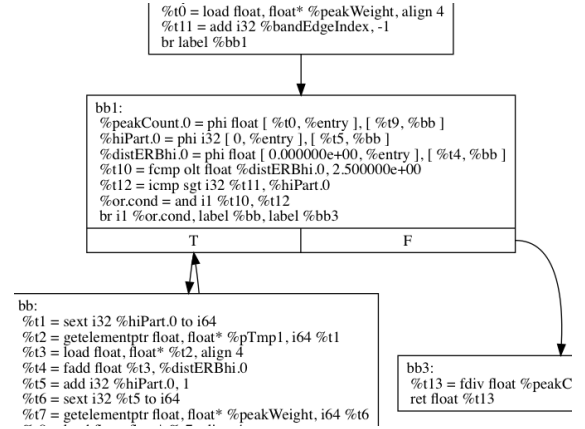 %t0 = load float, float* %peakWeight, align 4
%t11 = add i32 %bandEdgeIndex, -1
br label %bb1
bb1:
%peakCount.0 = phi float [ %t0, %entry ], [ %t9, %bb ]
%hiPart.0 = phi i32 [ 0, %entry ], [ %t5, %bb ]
%distERBhi.0 = phi float [ 0.000000e+00, %entry ], [ %t4, %bb ]
%t10 = fcmp olt float %distERBhi.0, 2.500000e+00
%t12 = icmp sgt i32 %t11, %hiPart.0
%or.cond = and i1 %t10, %t12
br i1 %or.cond, label %bb, label %bb3
T F
bb:
%t1 = sext i32 %hiPart.0 to i64
%t2 = getelementptr float, float* %pTmp1, i64 %t1
%t3 = load float, float* %t2, align 4
%t4 = fadd float %t3, %distERBhi.0
%t5 = add i32 %hiPart.0, 1
%t6 = sext i32 %t5 to i64
%t7 = getelementptr float, float* %peakWeight, i64 %t6
bb3:
%t13 = fdiv float %peakC
ret float %t13